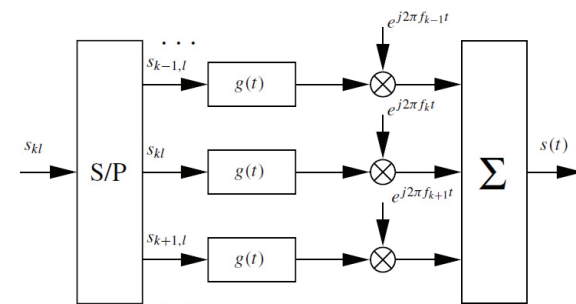 . . .
e^{j2πf_{k−1}t}
s_{k−1,l}
g(t)
e^{j2πf_k t}
s_{kl}
S/P
s_{kl}
g(t)
Σ
s(t)
e^{j2πf_{k+1}t}
s_{k+1,l}
g(t)